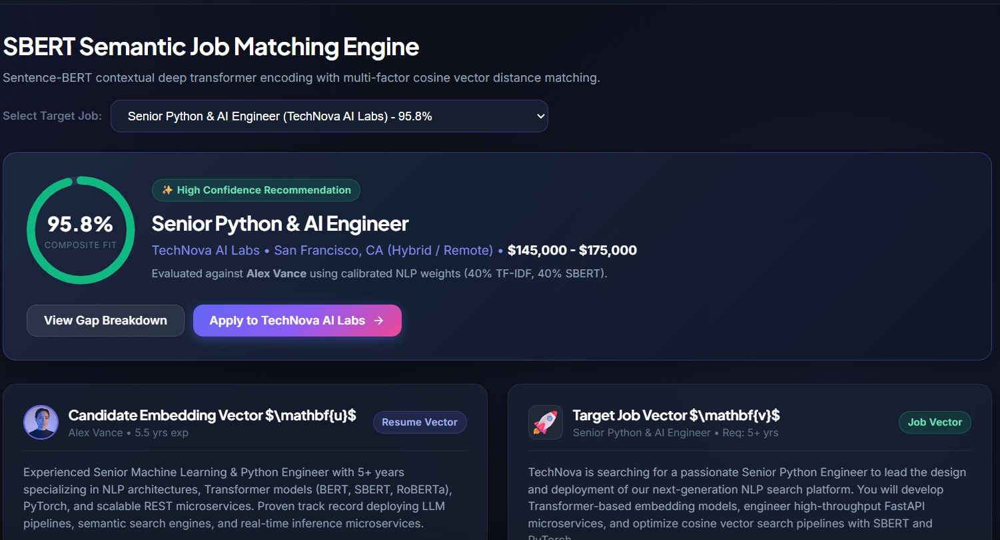 SBERT Semantic Job Matching Engine
Sentence-BERT contextual deep transformer encoding with multi-factor cosine vector distance matching.
Select Target Job: Senior Python & AI Engineer (TechNova AI Labs) - 95.8%
95.8%
COMPOSITE FIT
✨ High Confidence Recommendation
Senior Python & AI Engineer
TechNova AI Labs • San Francisco, CA (Hybrid / Remote) • $145,000 - $175,000
Evaluated against Alex Vance using calibrated NLP weights (40% TF-IDF, 40% SBERT).
View Gap Breakdown
Apply to TechNova AI Labs →
Candidate Embedding Vector $\mathbf{u}$
Alex Vance • 5.5 yrs exp
Resume Vector
Experienced Senior Machine Learning & Python Engineer with 5+ years
specializing in NLP architectures, Transformer models (BERT, SBERT, RoBERTa),
PyTorch, and scalable REST microservices. Proven track record deploying LLM
pipelines, semantic search engines, and real-time inference microservices.
Target Job Vector $\mathbf{v}$
Senior Python & AI Engineer • Req: 5+ yrs
Job Vector
TechNova is searching for a passionate Senior Python Engineer to lead the design
and deployment of our next-generation NLP search platform. You will develop
Transformer-based embedding models, engineer high-throughput FastAPI
microservices, and optimize cosine vector search pipelines with SBERT and
PyTorch.